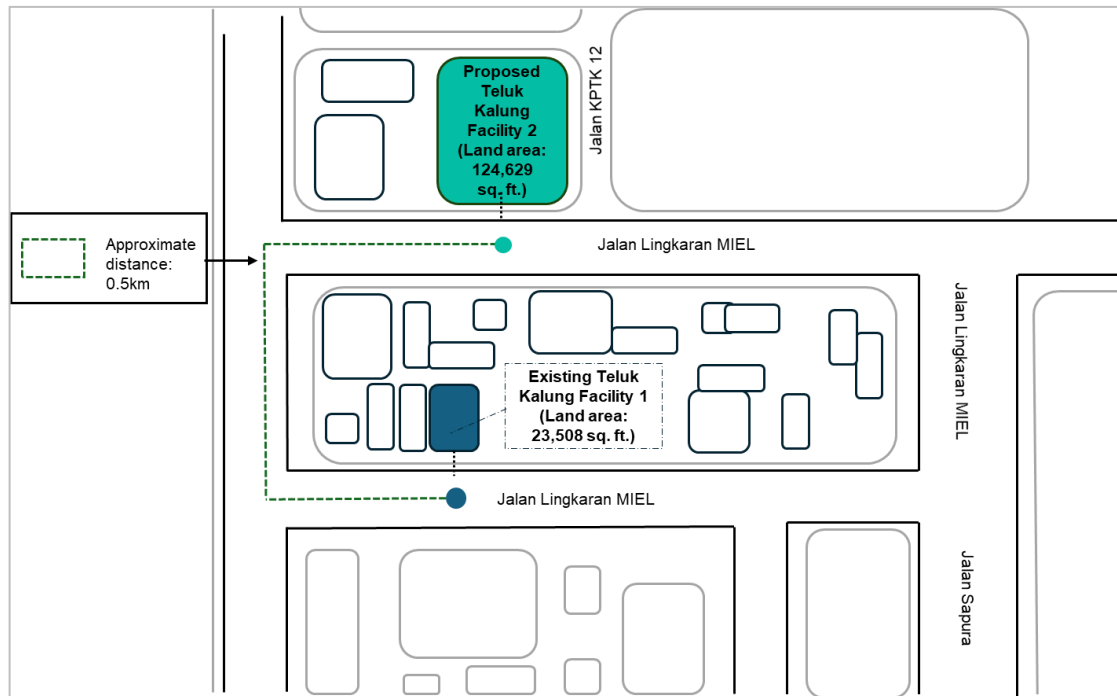 Proposed
Teluk
Kalung
Facility 2
(Land area:
124,629
sq. ft.)
Jalan KPTK 12
Approximate
distance:
0.5km
Jalan Lingkaran MIEL
Jalan Lingkaran MIEL
Existing Teluk
Kalung Facility 1
(Land area:
23,508 sq. ft.)
Jalan Lingkaran MIEL
Jalan Sapura